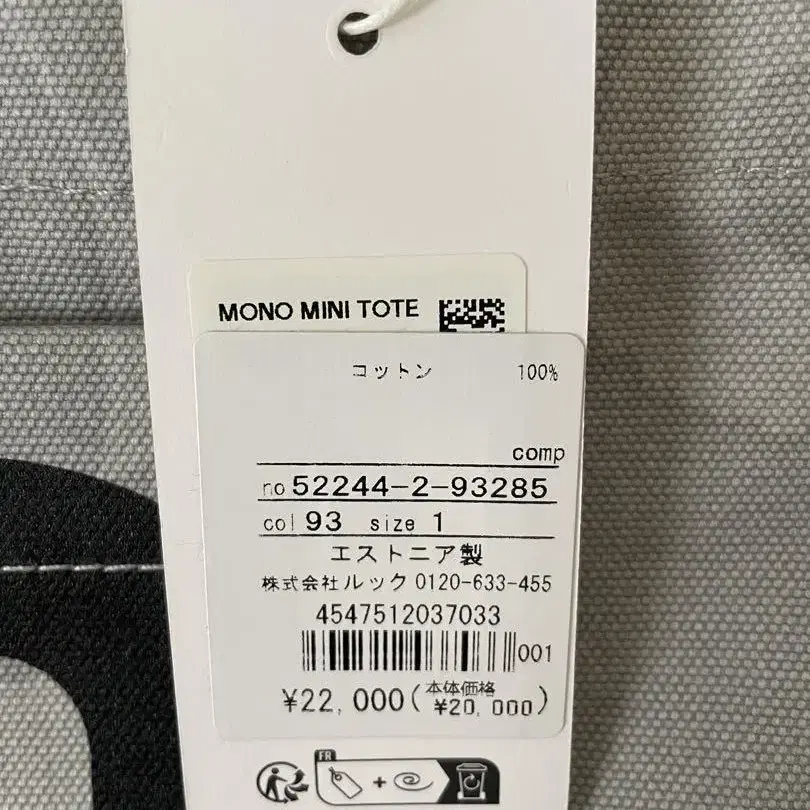 MONO MINI TOTE
コットン 100%
comp
no 52244-2-93285
col 93 size 1
エストニア製
株式会社ルック 0120-633-455
4547512037033
001
¥22,000(本体価格 ¥20,000)
FR
+